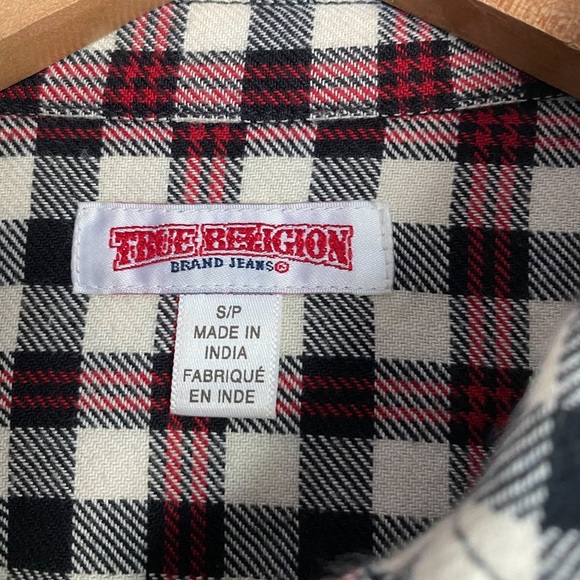 TRUE RELIGION
BRAND JEANS®
S/P
MADE IN
INDIA
FABRIQUÉ
EN INDE